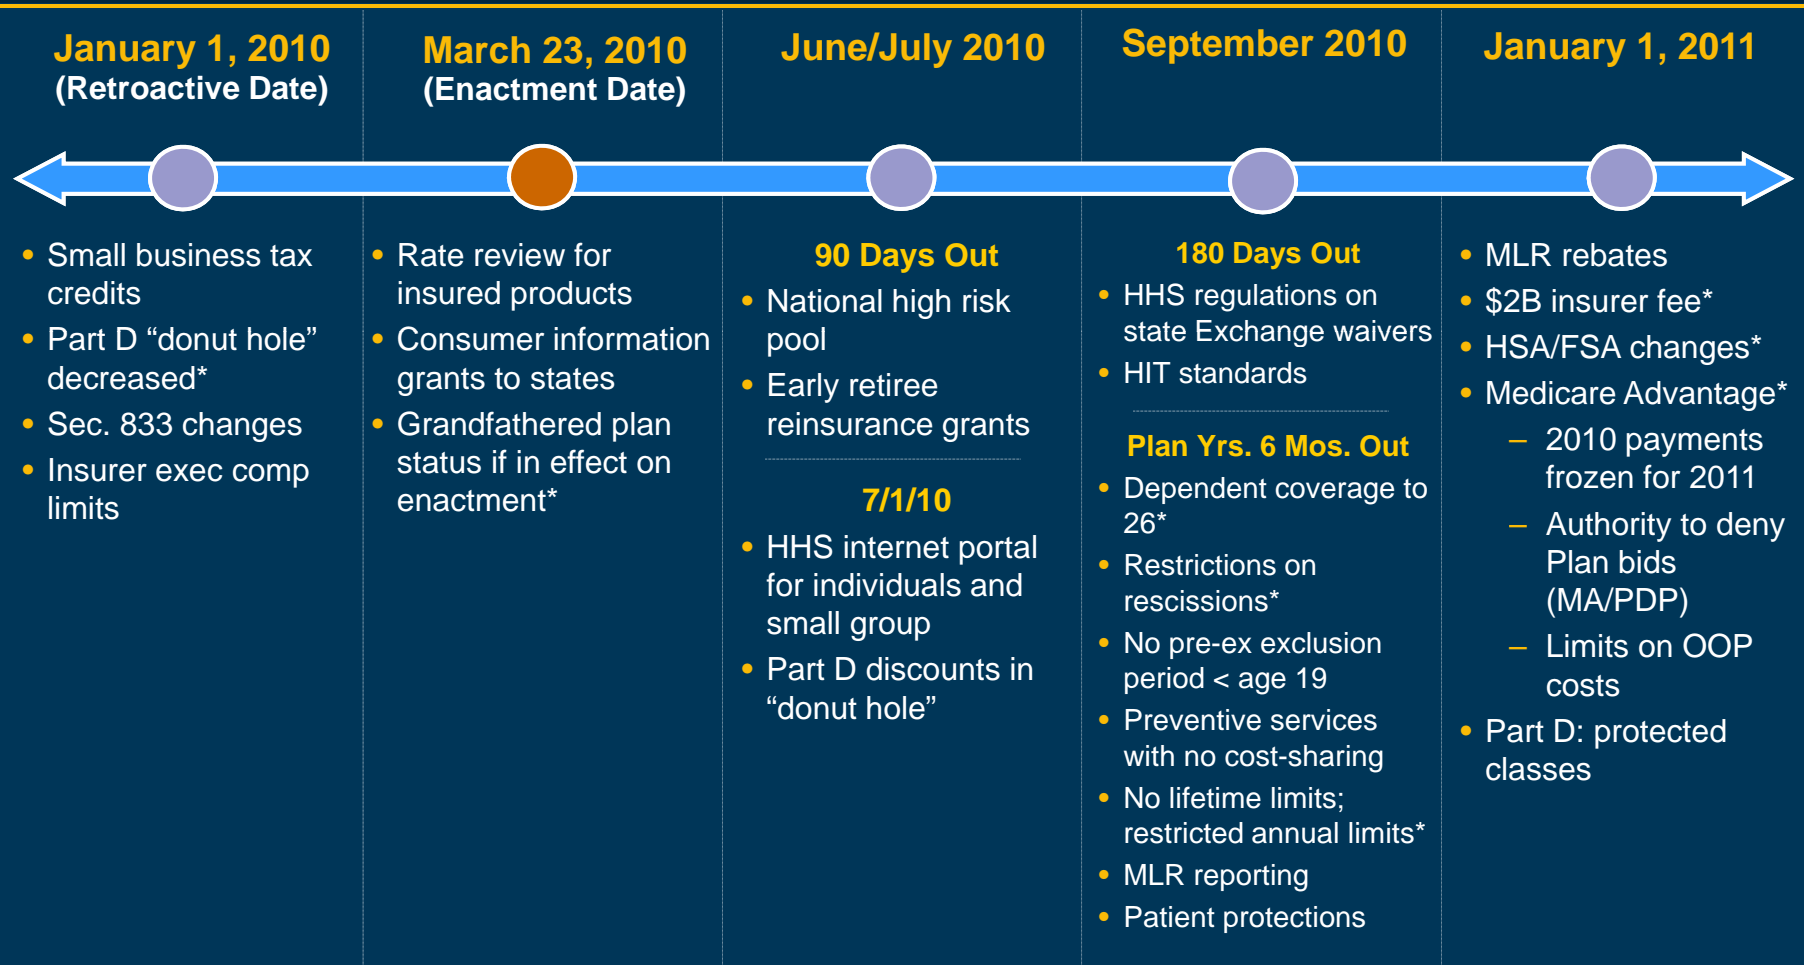 January 1, 2010
(Retroactive Date)
• Small business tax
credits
• Part D “donut hole”
decreased*
• Sec. 833 changes
• Insurer exec comp
limits
March 23, 2010
(Enactment Date)
• Rate review for
insured products
• Consumer information
grants to states
• Grandfathered plan
status if in effect on
enactment*
June/July 2010
90 Days Out
• National high risk
pool
• Early retiree
reinsurance grants
7/1/10
• HHS internet portal
for individuals and
small group
• Part D discounts in
“donut hole”
September 2010
180 Days Out
• HHS regulations on
state Exchange waivers
• HIT standards
Plan Yrs. 6 Mos. Out
• Dependent coverage to
26*
• Restrictions on
rescissions*
• No pre-ex exclusion
period < age 19
• Preventive services
with no cost-sharing
• No lifetime limits;
restricted annual limits*
• MLR reporting
• Patient protections
January 1, 2011
• MLR rebates
• $2B insurer fee*
• HSA/FSA changes*
• Medicare Advantage*
– 2010 payments
frozen for 2011
– Authority to deny
Plan bids
(MA/PDP)
– Limits on OOP
costs
• Part D: protected
classes